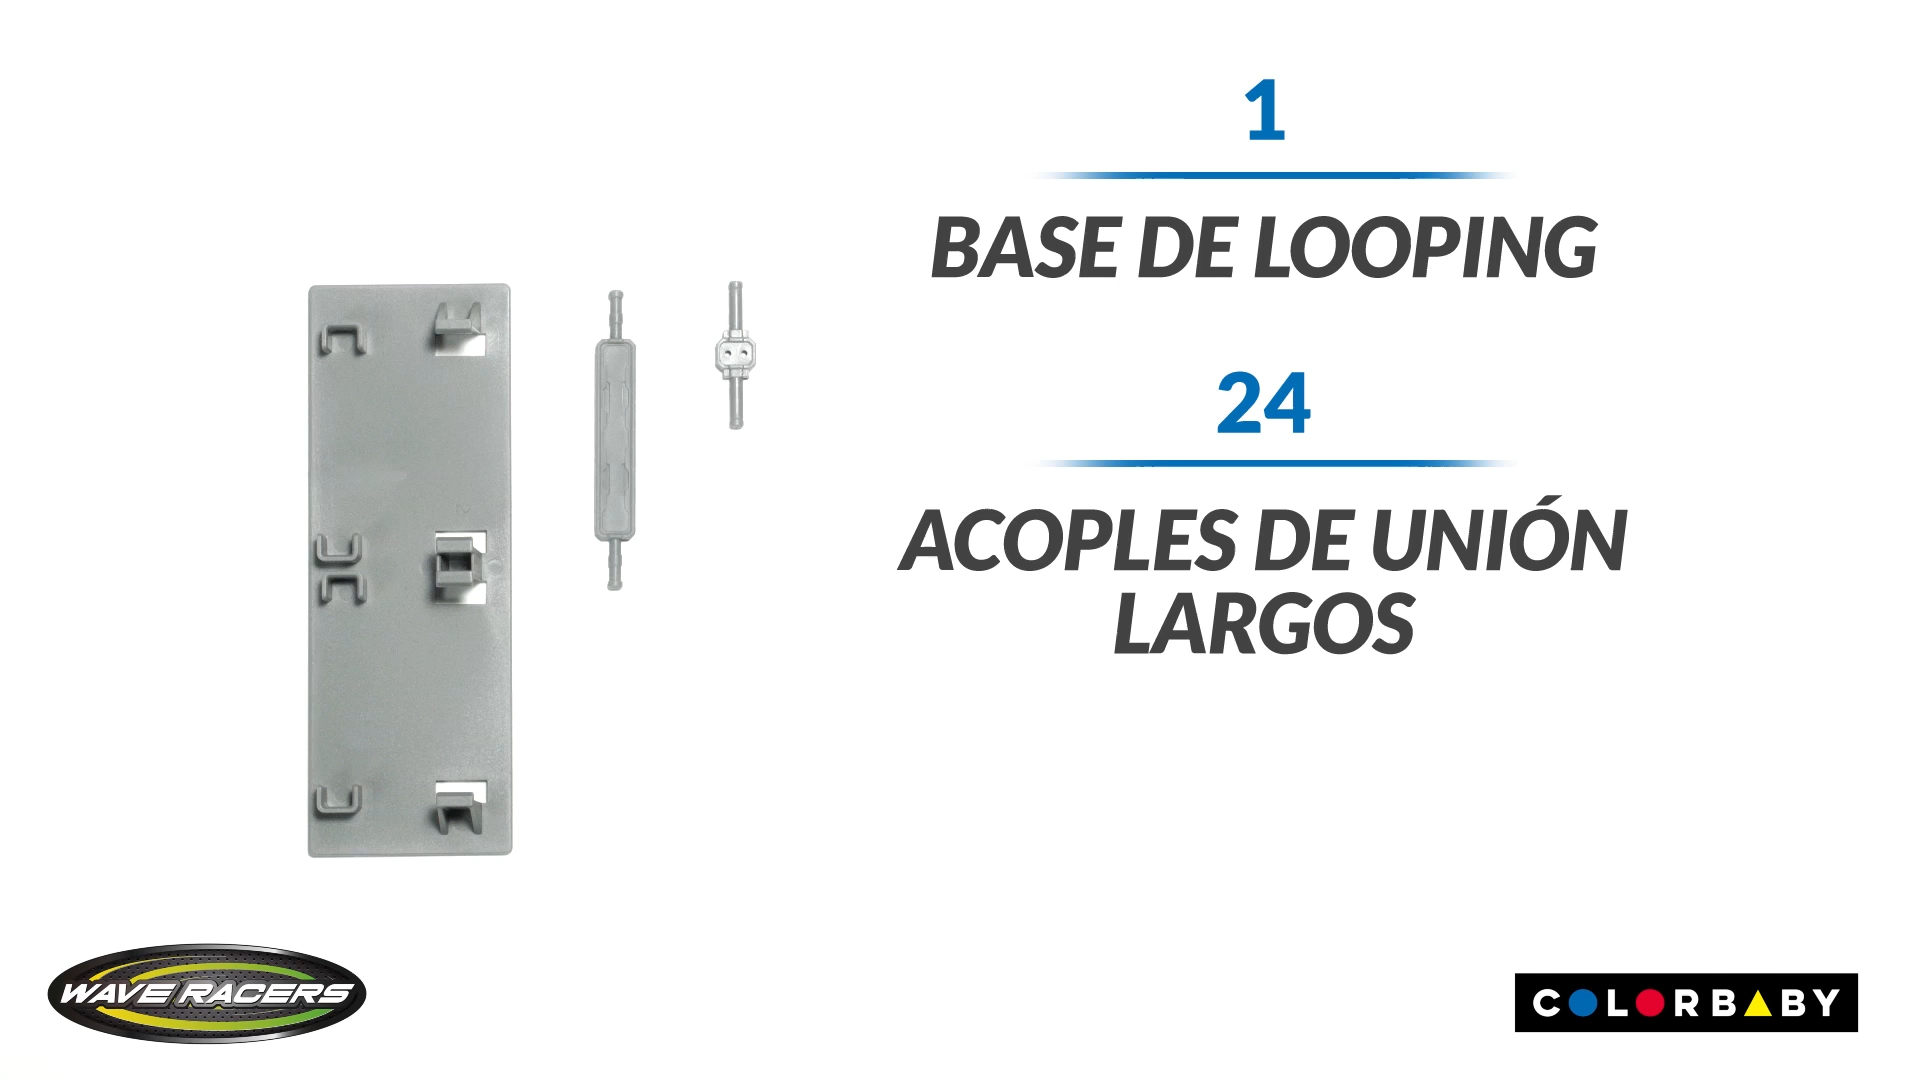 1
BASE DE LOOPING
24
ACOPLES DE UNIÓN
LARGOS
WAVE RACERS
COLORBABY